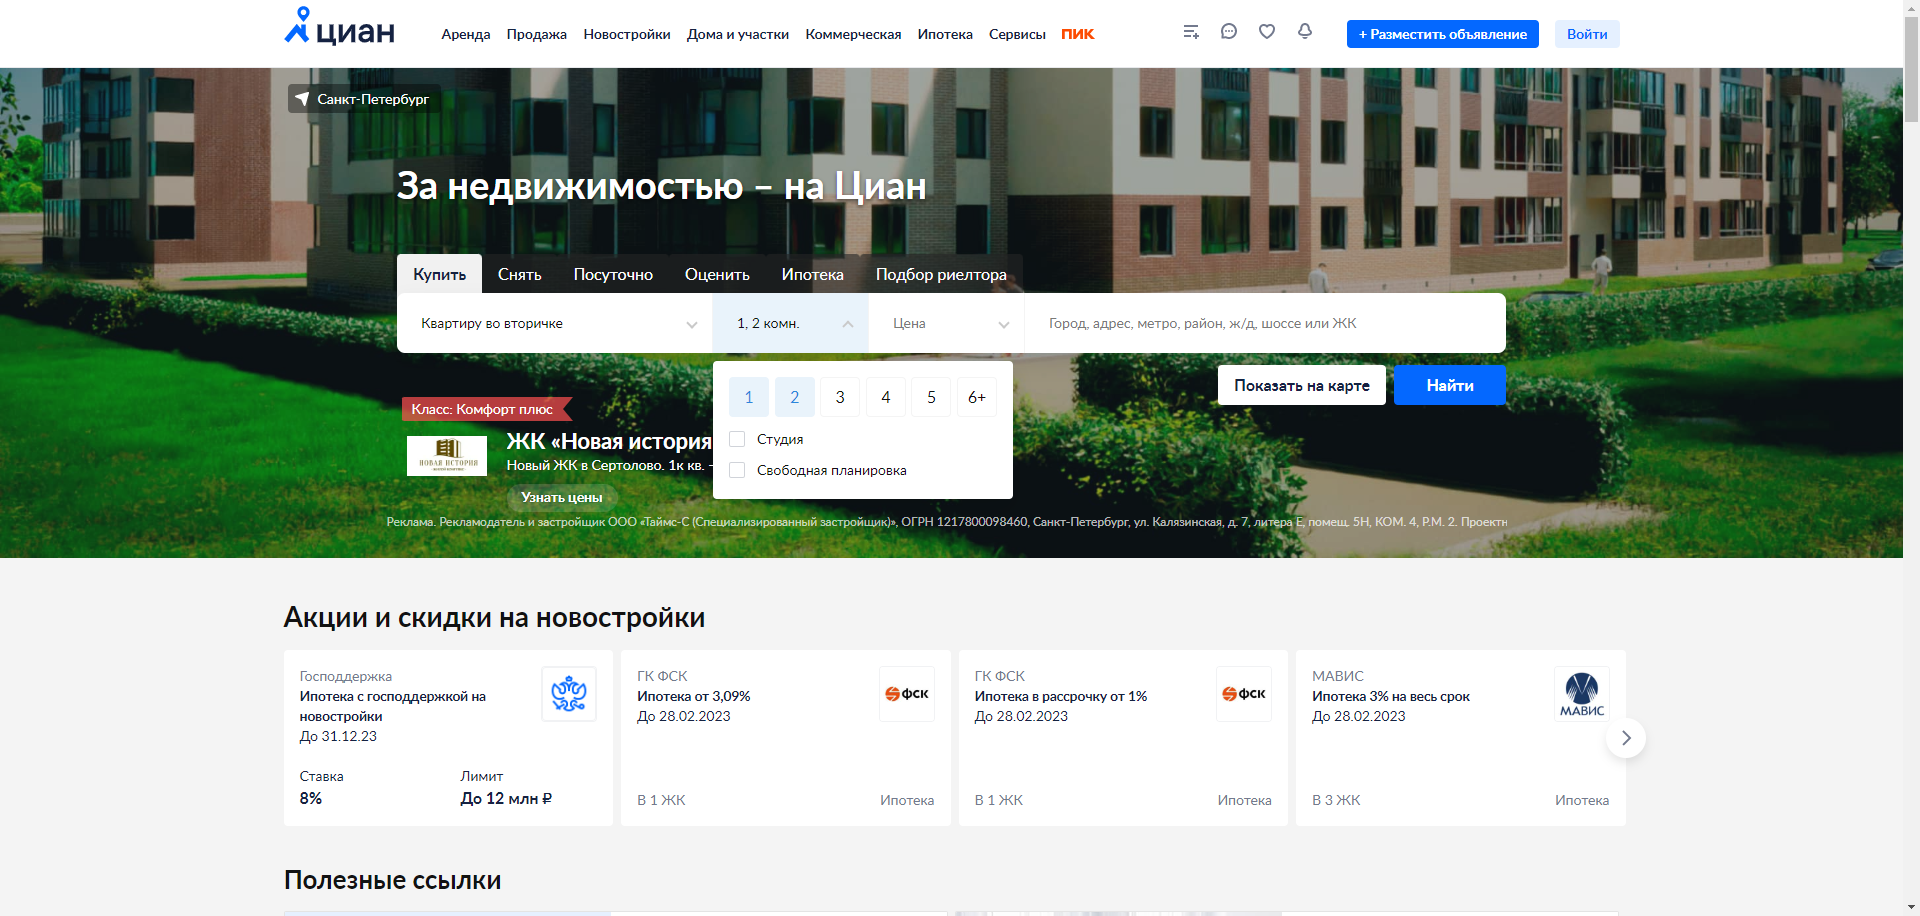 циан
Аренда Продажа Новостройки Дома и участки Коммерческая Ипотека Сервисы ПИК
+ Разместить объявление Войти
Санкт-Петербург
За недвижимостью – на Циан
Купить Снять Посуточно Оценить Ипотека Подбор риелтора
Квартиру во вторичке 1, 2 комн. Цена Город, адрес, метро, район, ж/д, шоссе или ЖК
Показать на карте Найти
1 2 3 4 5 6+
Студия
Свободная планировка
Класс: Комфорт плюс
НОВАЯ ИСТОРИЯ
ЖК «Новая история
Новый ЖК в Сертолово. 1к кв. -
Узнать цены
Реклама. Рекламодатель и застройщик ООО «Таймс-С (Специализированный застройщик)», ОГРН 1217800098460, Санкт-Петербург, ул. Калязинская, д. 7, литера Е, помещ. 5Н, КОМ. 4, Р.М. 2. Проектн
Акции и скидки на новостройки
Господдержка
Ипотека с господдержкой на
новостройки
До 31.12.23
Ставка Лимит
8% До 12 млн ₽
ГК ФСК
Ипотека от 3,09%
До 28.02.2023
ФСК
В 1 ЖК Ипотека
ГК ФСК
Ипотека в рассрочку от 1%
До 28.02.2023
ФСК
В 1 ЖК Ипотека
МАВИС
Ипотека 3% на весь срок
До 28.02.2023
МАВИС
В 3 ЖК Ипотека
Полезные ссылки